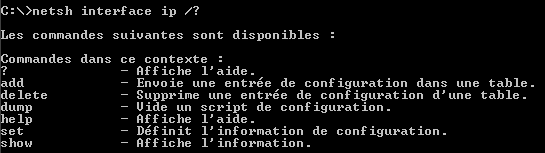 C:\>netsh interface ip /?
Les commandes suivantes sont disponibles :
Commandes dans ce contexte :
? - Affiche l'aide.
add - Envoie une entrée de configuration dans une table.
delete - Supprime une entrée de configuration d'une table.
dump - Vide un script de configuration.
help - Affiche l'aide.
set - Définit l'information de configuration.
show - Affiche l'information.